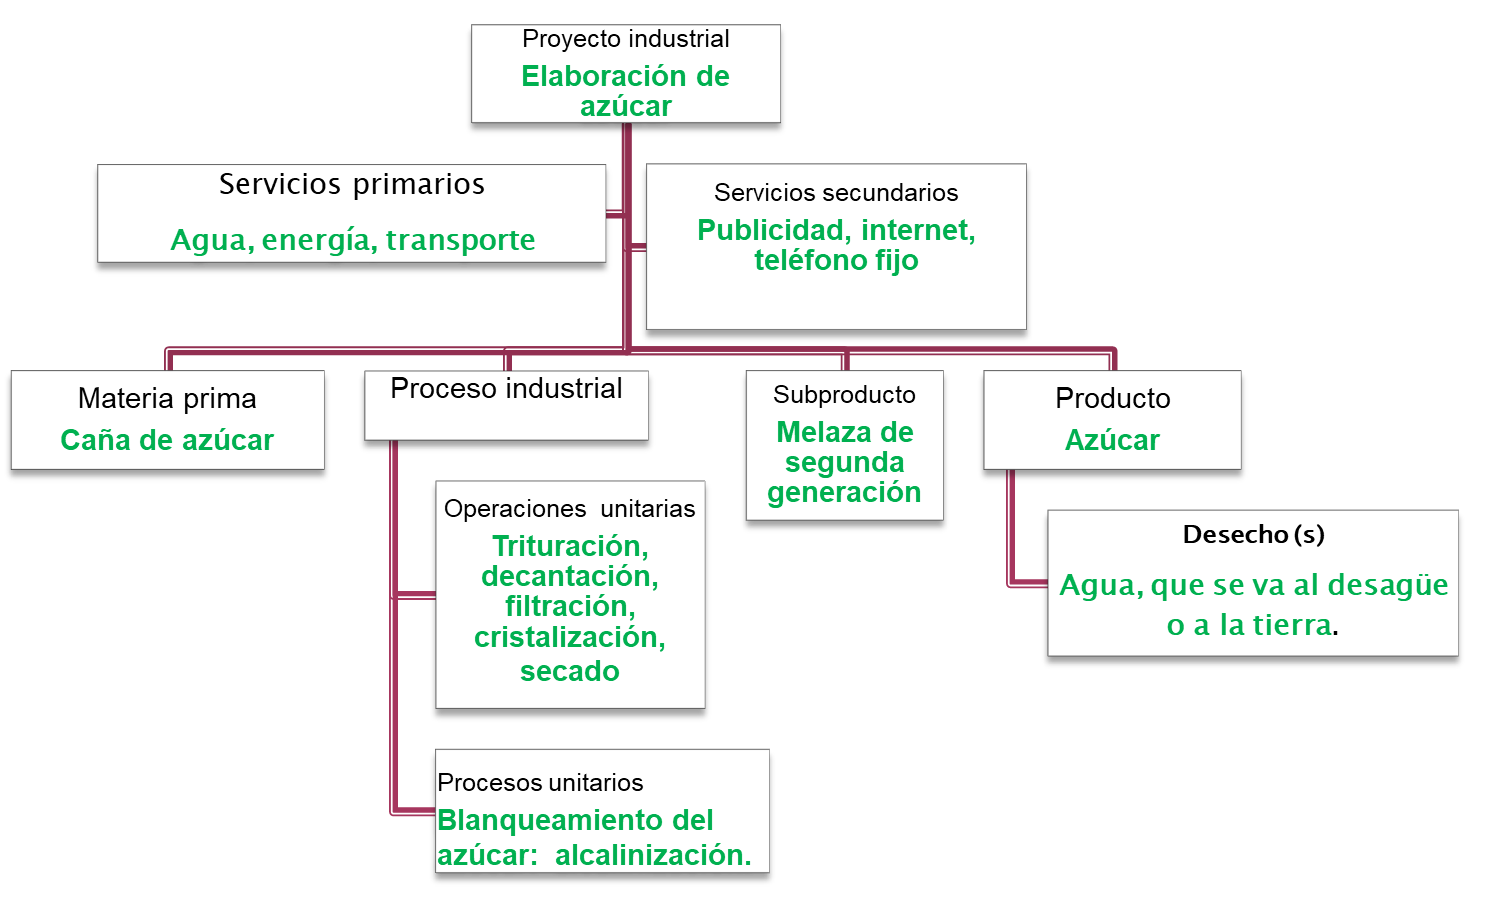 Proyecto industrial
Elaboración de
azúcar
Servicios primarios
Agua, energía, transporte
Servicios secundarios
Publicidad, internet,
teléfono fijo
Materia prima
Caña de azúcar
Proceso industrial
Operaciones unitarias
Trituración,
decantación,
filtración,
cristalización,
secado
Procesos unitarios
Blanqueamiento del
azúcar: alcalinización.
Subproducto
Melaza de
segunda
generación
Producto
Azúcar
Desecho (s)
Agua, que se va al desagüe
o a la tierra.